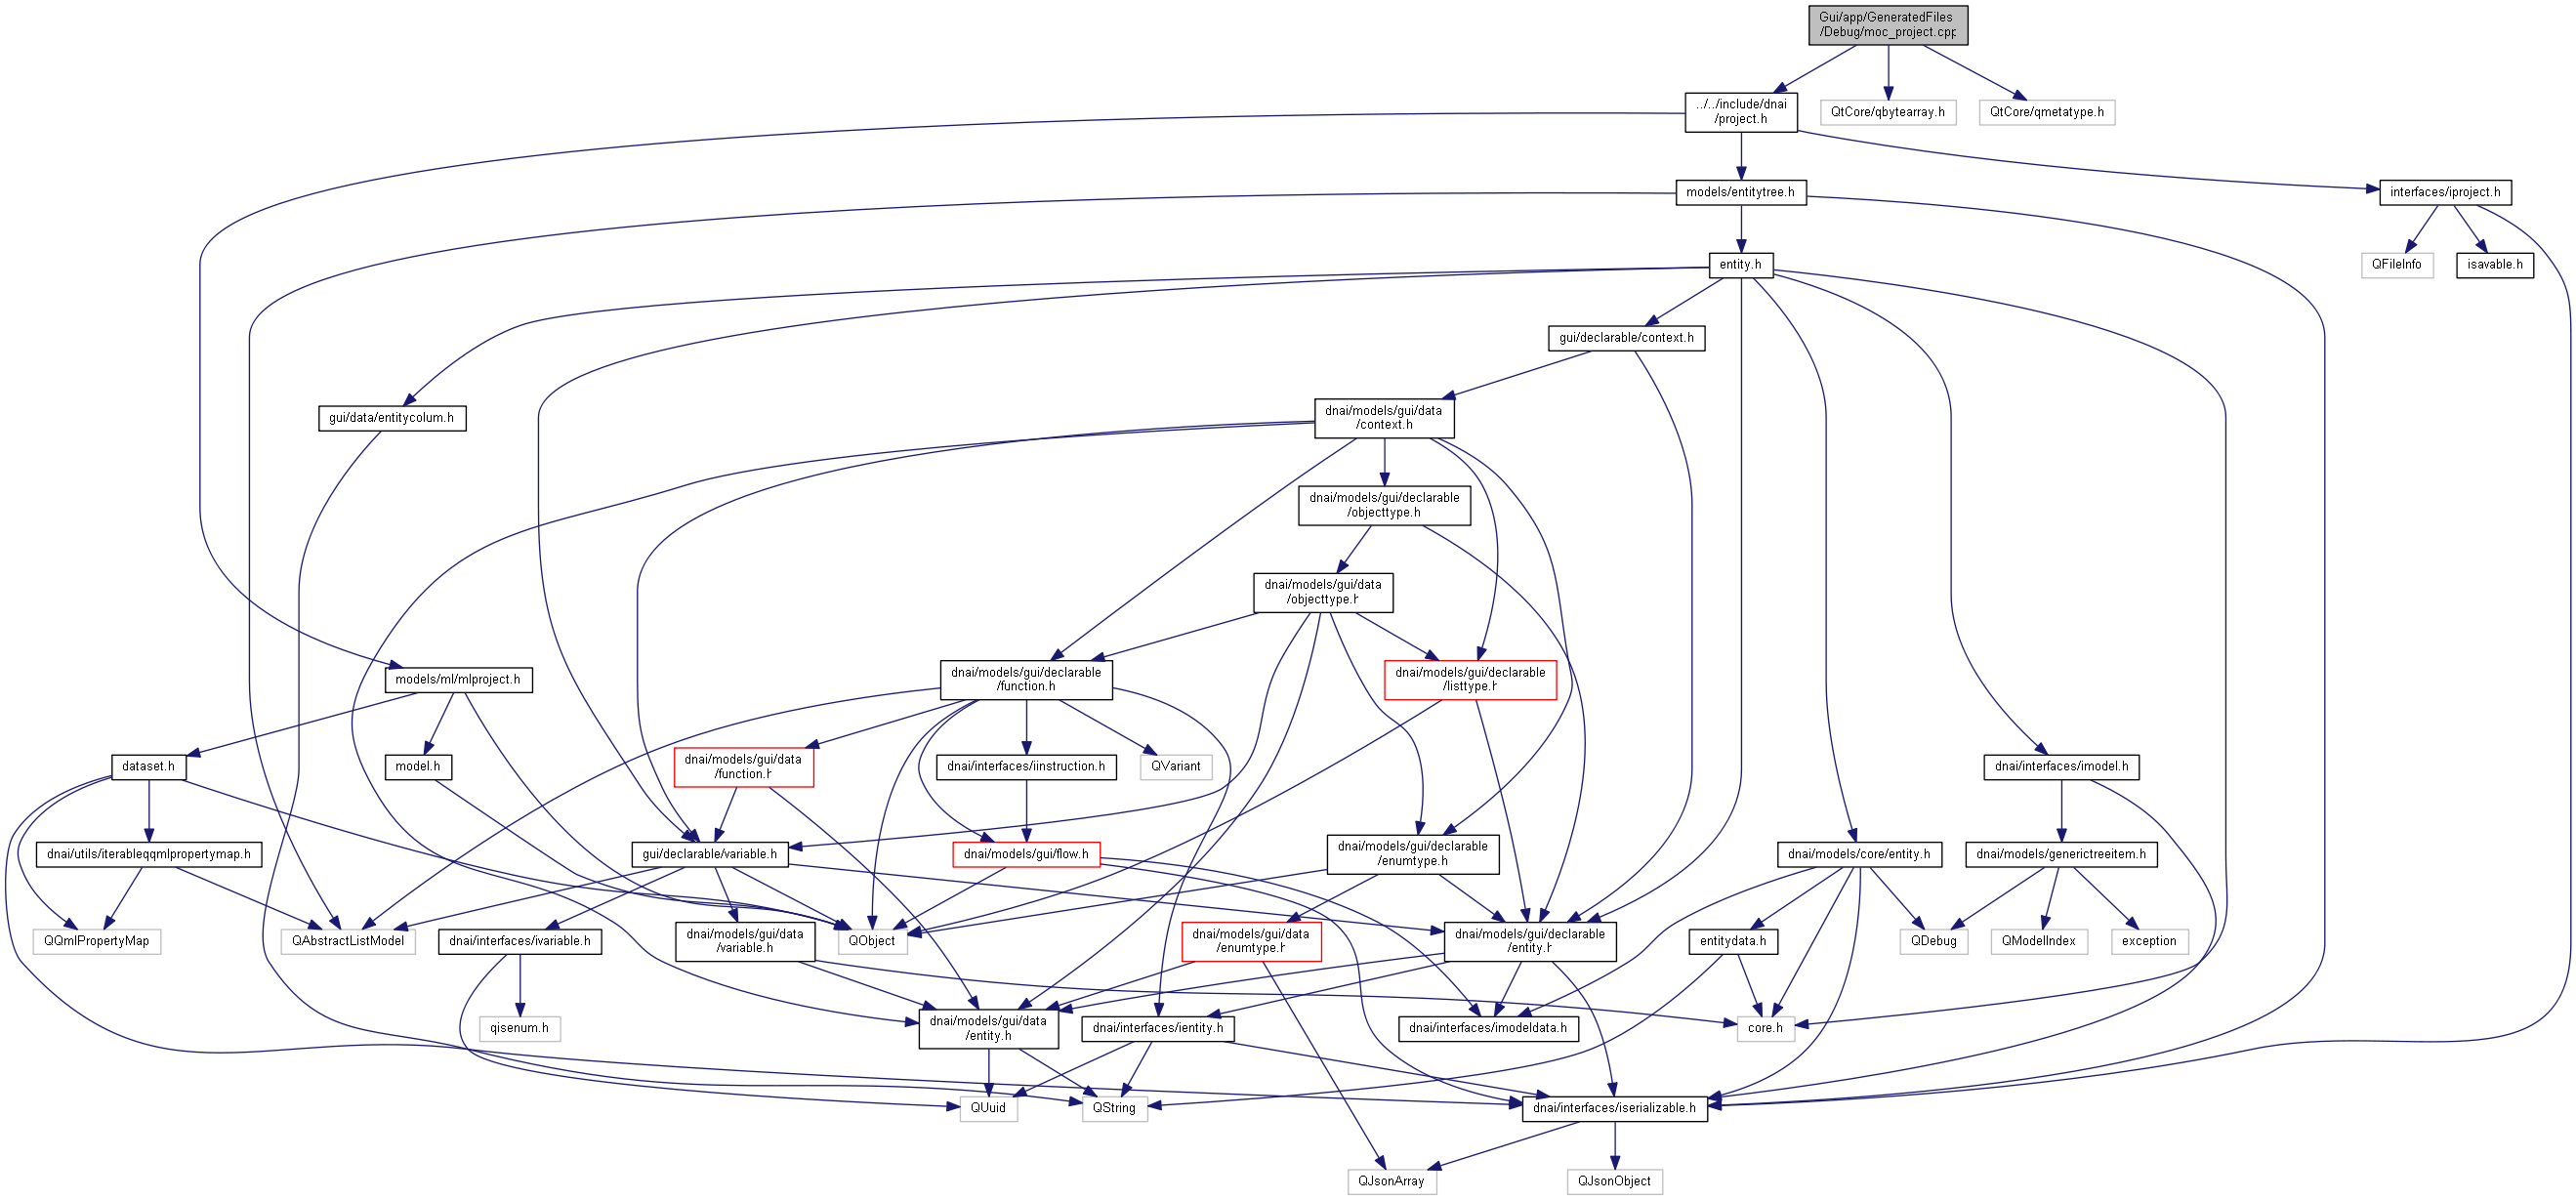 Gui/app/GeneratedFiles
/Debug/moc_project.cpp
../../include/dnai
/project.h
QtCore/qbytearray.h
QtCore/qmetatype.h
models/entitytree.h
interfaces/iproject.h
entity.h
QFileInfo
isavable.h
gui/declarable/context.h
gui/data/entitycolum.h
dnai/models/gui/data
/context.h
dnai/models/gui/declarable
/objecttype.h
dnai/models/gui/data
/objecttype.h
models/ml/mlproject.h
dnai/models/gui/declarable
/function.h
dnai/models/gui/declarable
/listtype.h
dataset.h
model.h
dnai/models/gui/data
/function.h
dnai/interfaces/iinstruction.h
QVariant
dnai/interfaces/imodel.h
dnai/utils/iterableqqmlpropertymap.h
gui/declarable/variable.h
dnai/models/gui/flow.h
dnai/models/gui/declarable
/enumtype.h
dnai/models/core/entity.h
dnai/models/generictreeitem.h
QQmlPropertyMap
QAbstractListModel
dnai/interfaces/ivariable.h
dnai/models/gui/data
/variable.h
QObject
dnai/models/gui/data
/enumtype.h
dnai/models/gui/declarable
/entity.h
entitydata.h
QDebug
QModelIndex
exception
qisenum.h
dnai/models/gui/data
/entity.h
dnai/interfaces/ientity.h
dnai/interfaces/imodeldata.h
core.h
QUuid
QString
dnai/interfaces/iserializable.h
QJsonArray
QJsonObject